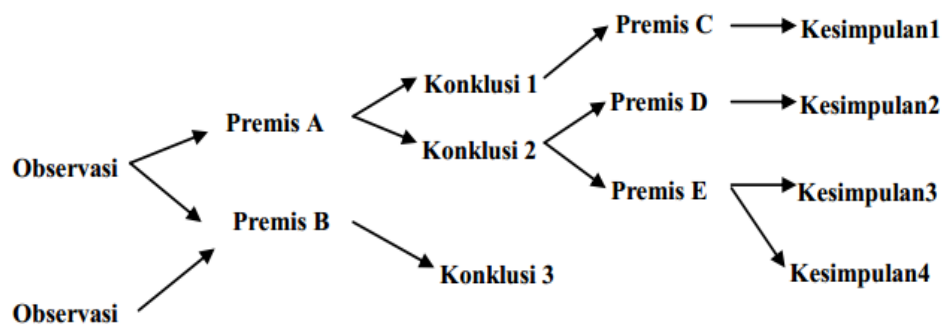 Premis C
Kesimpulan1
Konklusi 1
Premis D
Kesimpulan2
Premis A
Konklusi 2
Observasi
Premis E
Kesimpulan3
Premis B
Konklusi 3
Kesimpulan4
Observasi